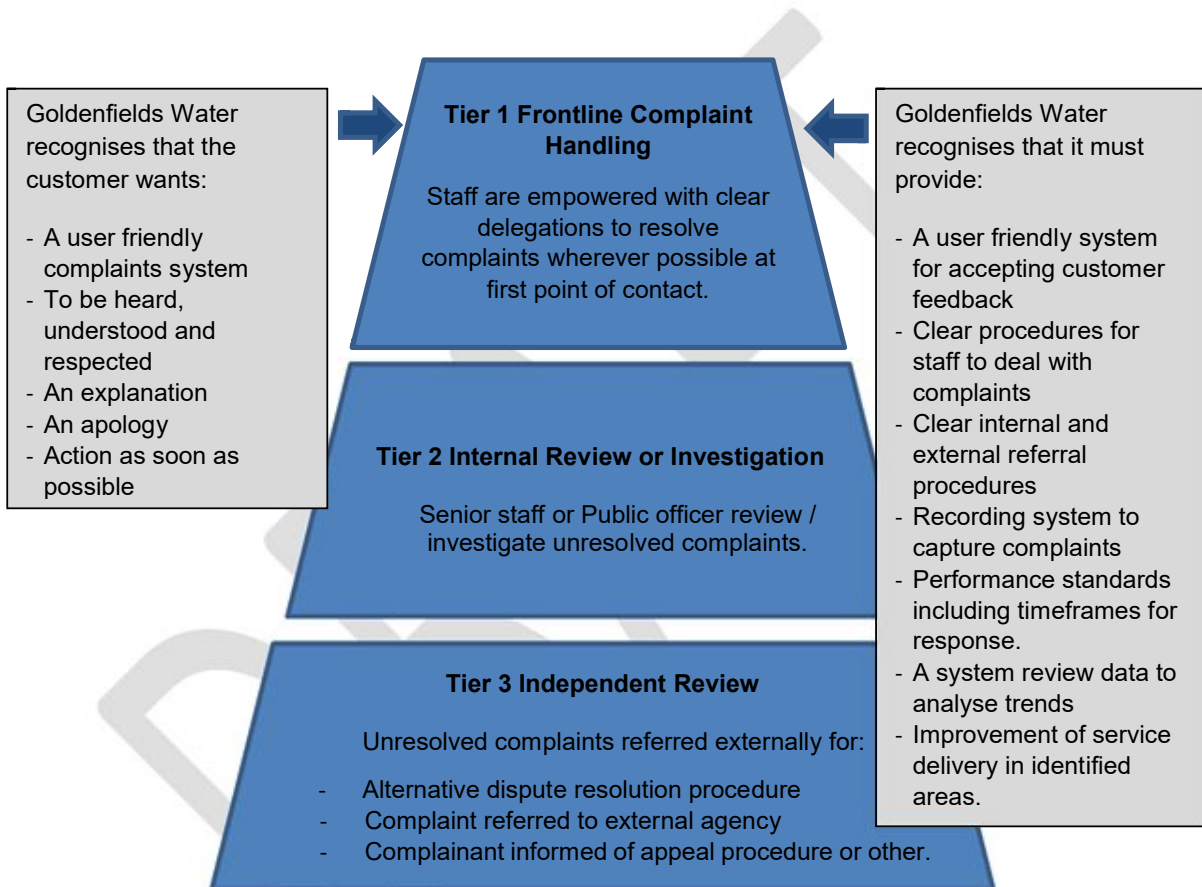 Goldenfields Water
recognises that the
customer wants:
- A user friendly
complaints system
- To be heard,
understood and
respected
- An explanation
- An apology
- Action as soon as
possible
Tier 1 Frontline Complaint
Handling
Staff are empowered with clear
delegations to resolve
complaints wherever possible at
first point of contact.
Tier 2 Internal Review or Investigation
Senior staff or Public officer review /
investigate unresolved complaints.
Tier 3 Independent Review
Unresolved complaints referred externally for:
- Alternative dispute resolution procedure
- Complaint referred to external agency
- Complainant informed of appeal procedure or other.
Goldenfields Water
recognises that it must
provide:
- A user friendly system
for accepting customer
feedback
- Clear procedures for
staff to deal with
complaints
- Clear internal and
external referral
procedures
- Recording system to
capture complaints
- Performance standards
including timeframes for
response.
- A system review data to
analyse trends
- Improvement of service
delivery in identified
areas.